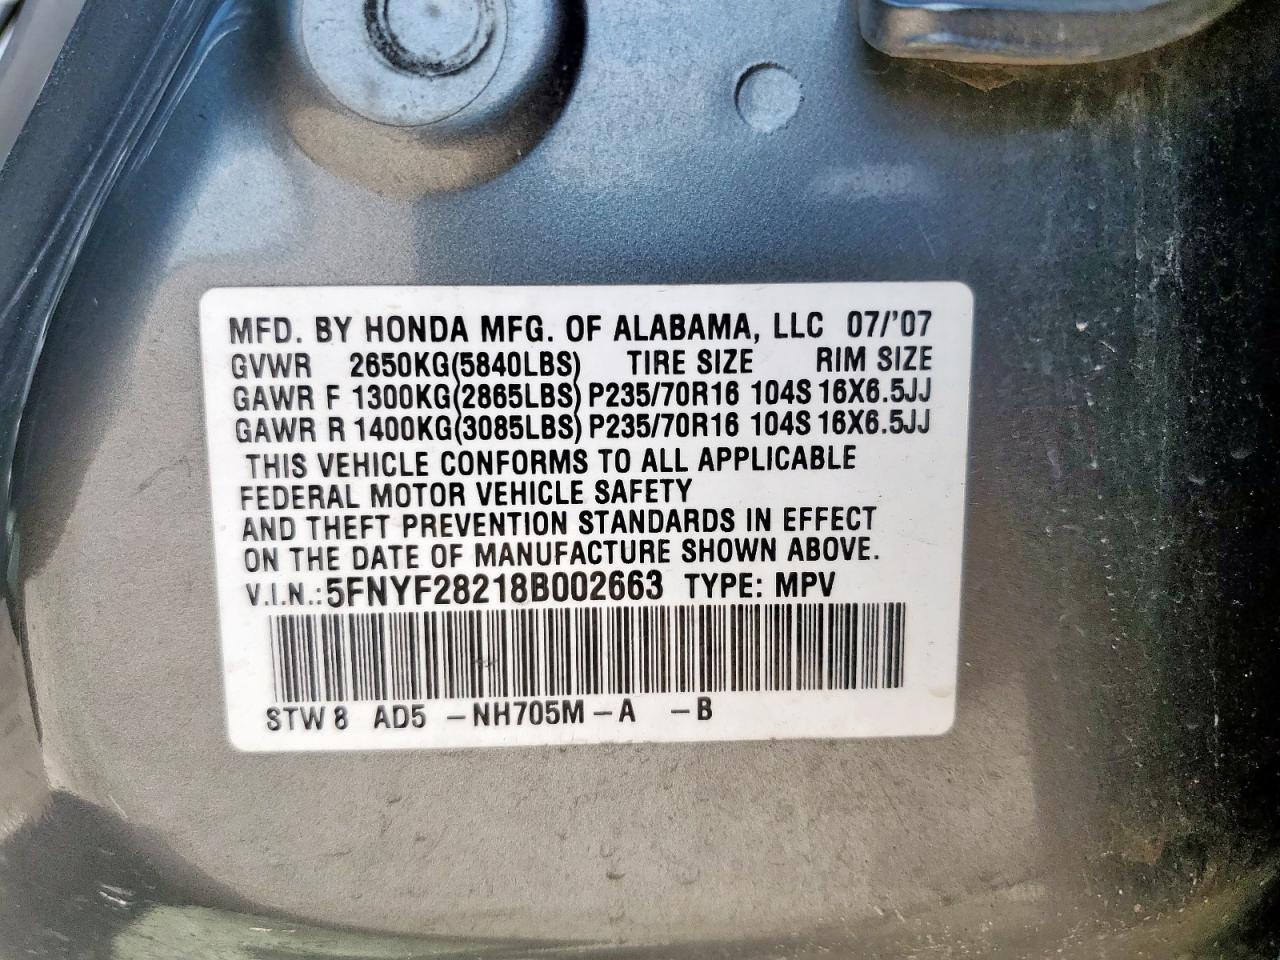 MFD. BY HONDA MFG. OF ALABAMA, LLC 07/'07
GVWR 2650KG(5840LBS) TIRE SIZE RIM SIZE
GAWR F 1300KG(2865LBS) P235/70R16 104S 16X6.5JJ
GAWR R 1400KG(3085LBS) P235/70R16 104S 16X6.5JJ
THIS VEHICLE CONFORMS TO ALL APPLICABLE
FEDERAL MOTOR VEHICLE SAFETY
AND THEFT PREVENTION STANDARDS IN EFFECT
ON THE DATE OF MANUFACTURE SHOWN ABOVE.
V.I.N.: 5FNYF28218B002663 TYPE: MPV
STW8 AD5 -NH705M-A -B